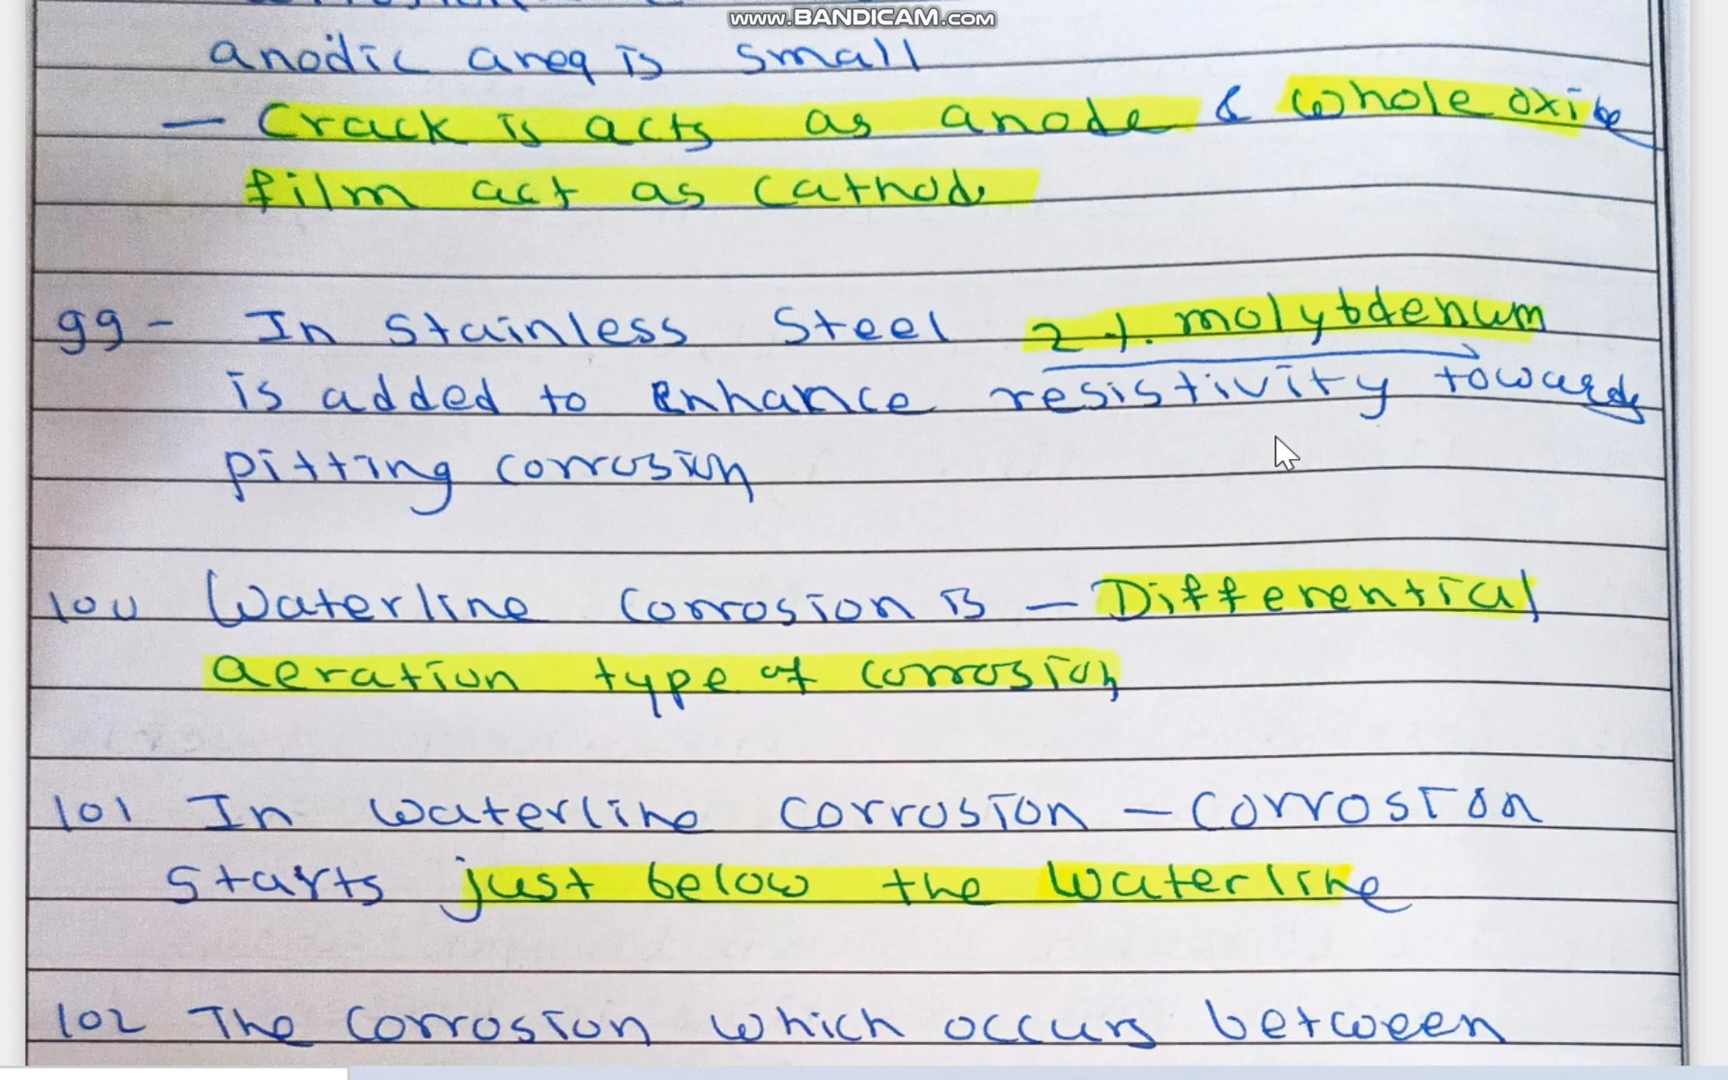 www.BANDICAM.com
anodic area is small
— Crack is acts as anode & whole oxide
film act as Cathode
99 - In Stainless Steel 2 %. molybdenum
is added to Enhance resistivity towards
pitting corrosion
100 Waterline Corrosion is — Differential
aeration type of corrosion
101 In waterline corrosion — corrosion
starts just below the waterline
102 The corrosion which occurs between